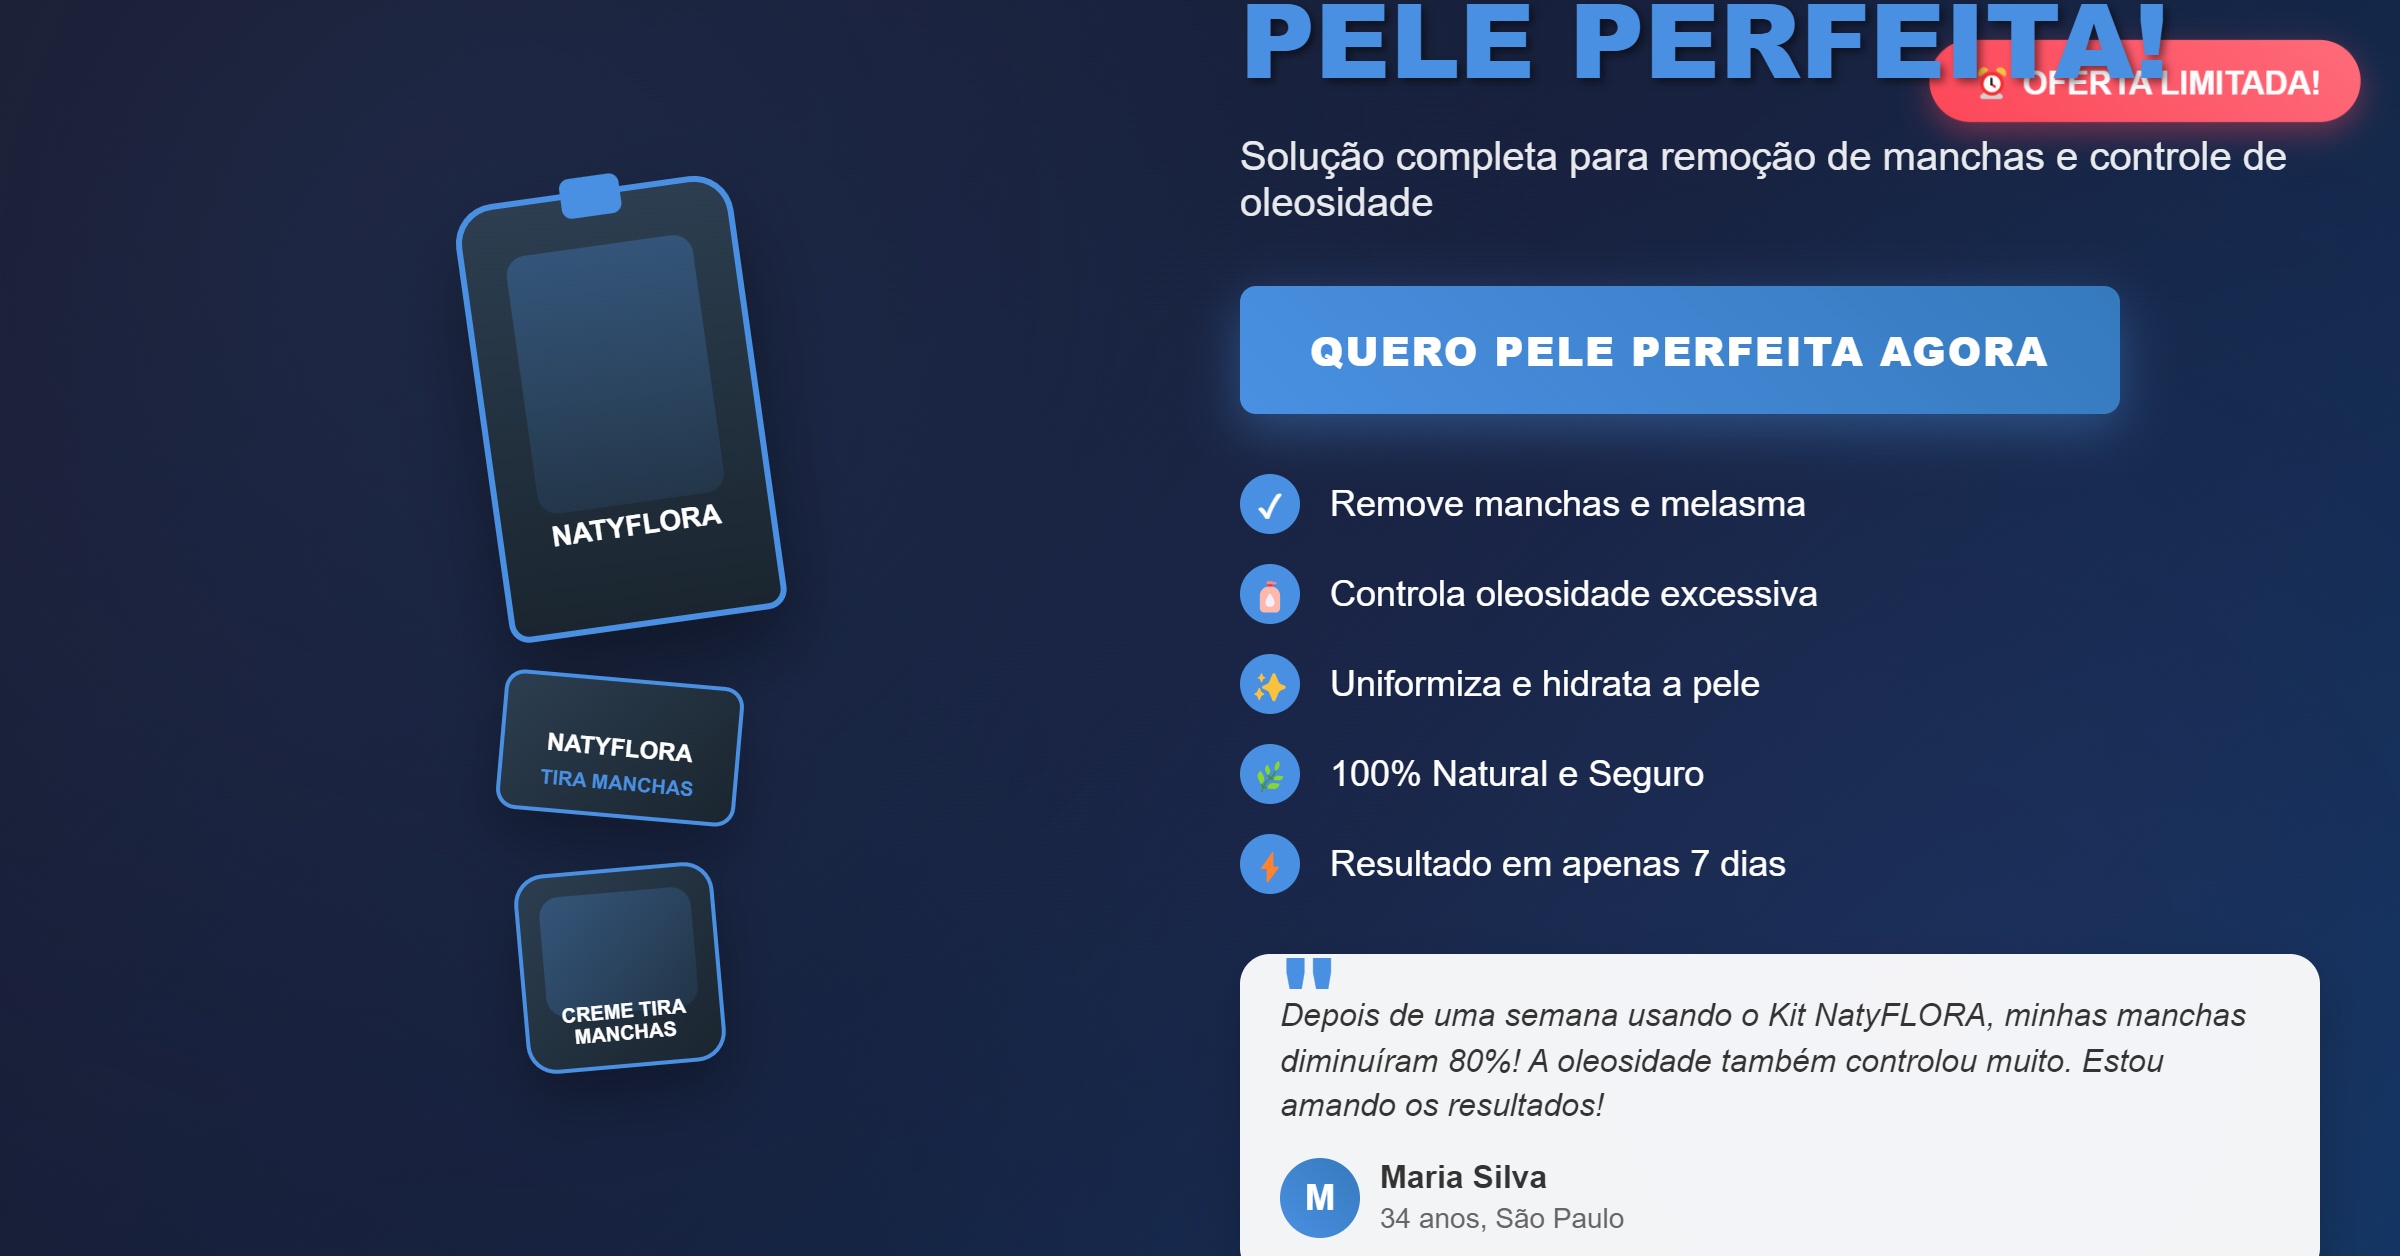 PELE PERFEITA!
OFERTA LIMITADA!
Solução completa para remoção de manchas e controle de
oleosidade
QUERO PELE PERFEITA AGORA
Remove manchas e melasma
Controla oleosidade excessiva
Uniformiza e hidrata a pele
100% Natural e Seguro
Resultado em apenas 7 dias
"
Depois de uma semana usando o Kit NatyFLORA, minhas manchas
diminuíram 80%! A oleosidade também controlou muito. Estou
amando os resultados!
M
Maria Silva
34 anos, São Paulo
NATYFLORA
NATYFLORA
TIRA MANCHAS
CREME TIRA
MANCHAS